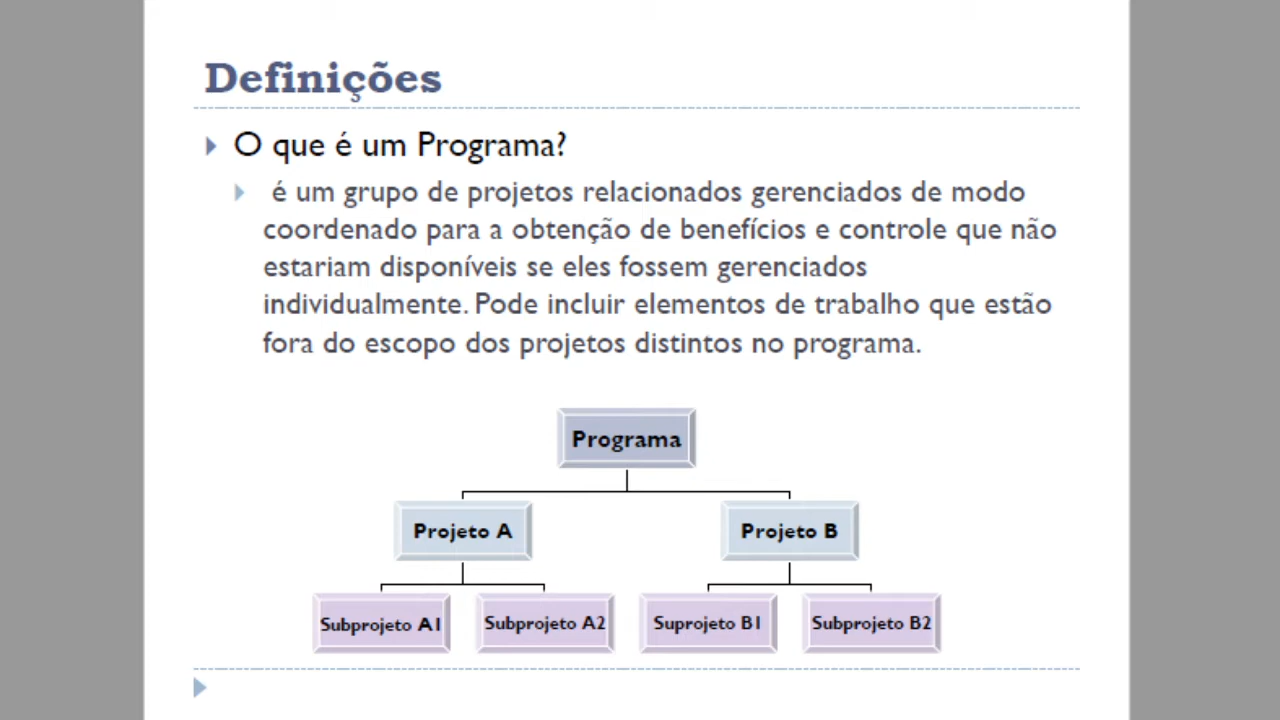 Definições
O que é um Programa?
é um grupo de projetos relacionados gerenciados de modo
coordenado para a obtenção de benefícios e controle que não
estariam disponíveis se eles fossem gerenciados
individualmente. Pode incluir elementos de trabalho que estão
fora do escopo dos projetos distintos no programa.
Programa
Projeto A
Projeto B
Subprojeto A1
Subprojeto A2
Suprojeto B1
Subprojeto B2